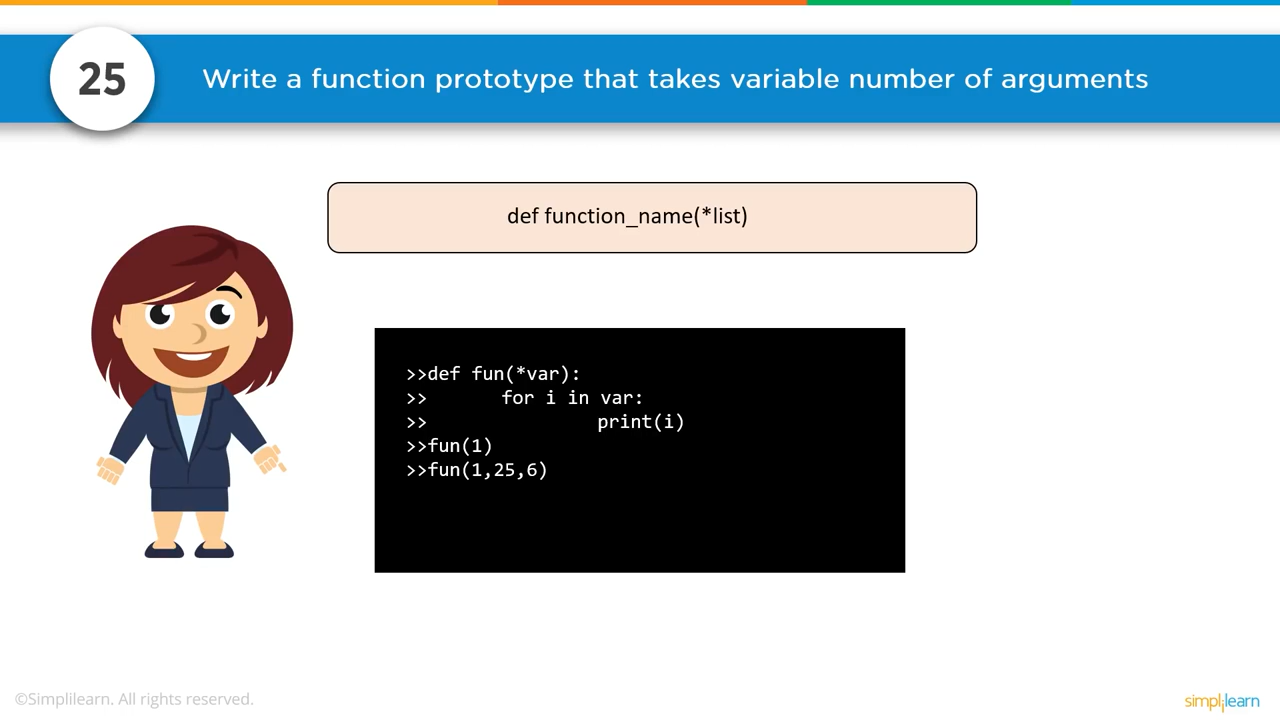 25
Write a function prototype that takes variable number of arguments
def function_name(*list)
>>def fun(*var):
>>       for i in var:
>>                print(i)
>>fun(1)
>>fun(1,25,6)
©Simplilearn. All rights reserved.
simplilearn